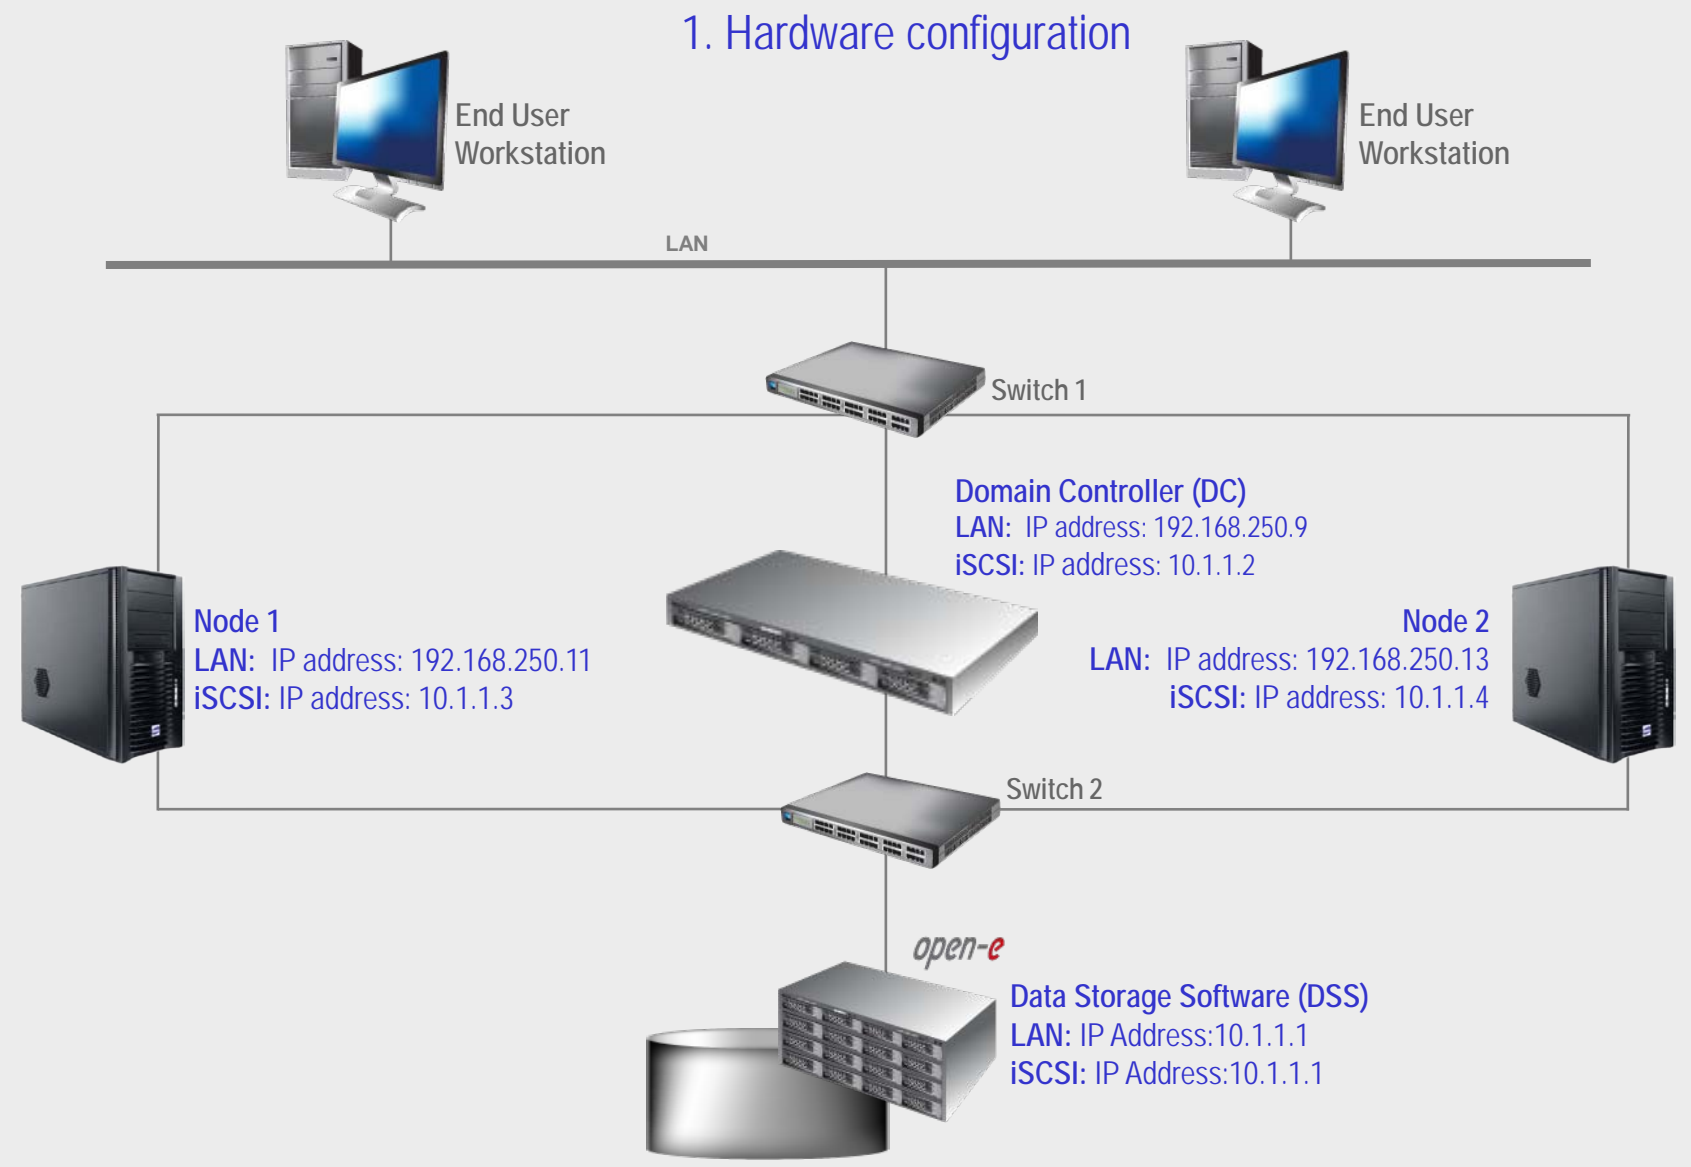 1. Hardware configuration
End User
Workstation
End User
Workstation
LAN
Switch 1
Domain Controller (DC)
LAN: IP address: 192.168.250.9
iSCSI: IP address: 10.1.1.2
Node 1
LAN: IP address: 192.168.250.11
iSCSI: IP address: 10.1.1.3
Node 2
LAN: IP address: 192.168.250.13
iSCSI: IP address: 10.1.1.4
Switch 2
open-e
Data Storage Software (DSS)
LAN: IP Address:10.1.1.1
iSCSI: IP Address:10.1.1.1